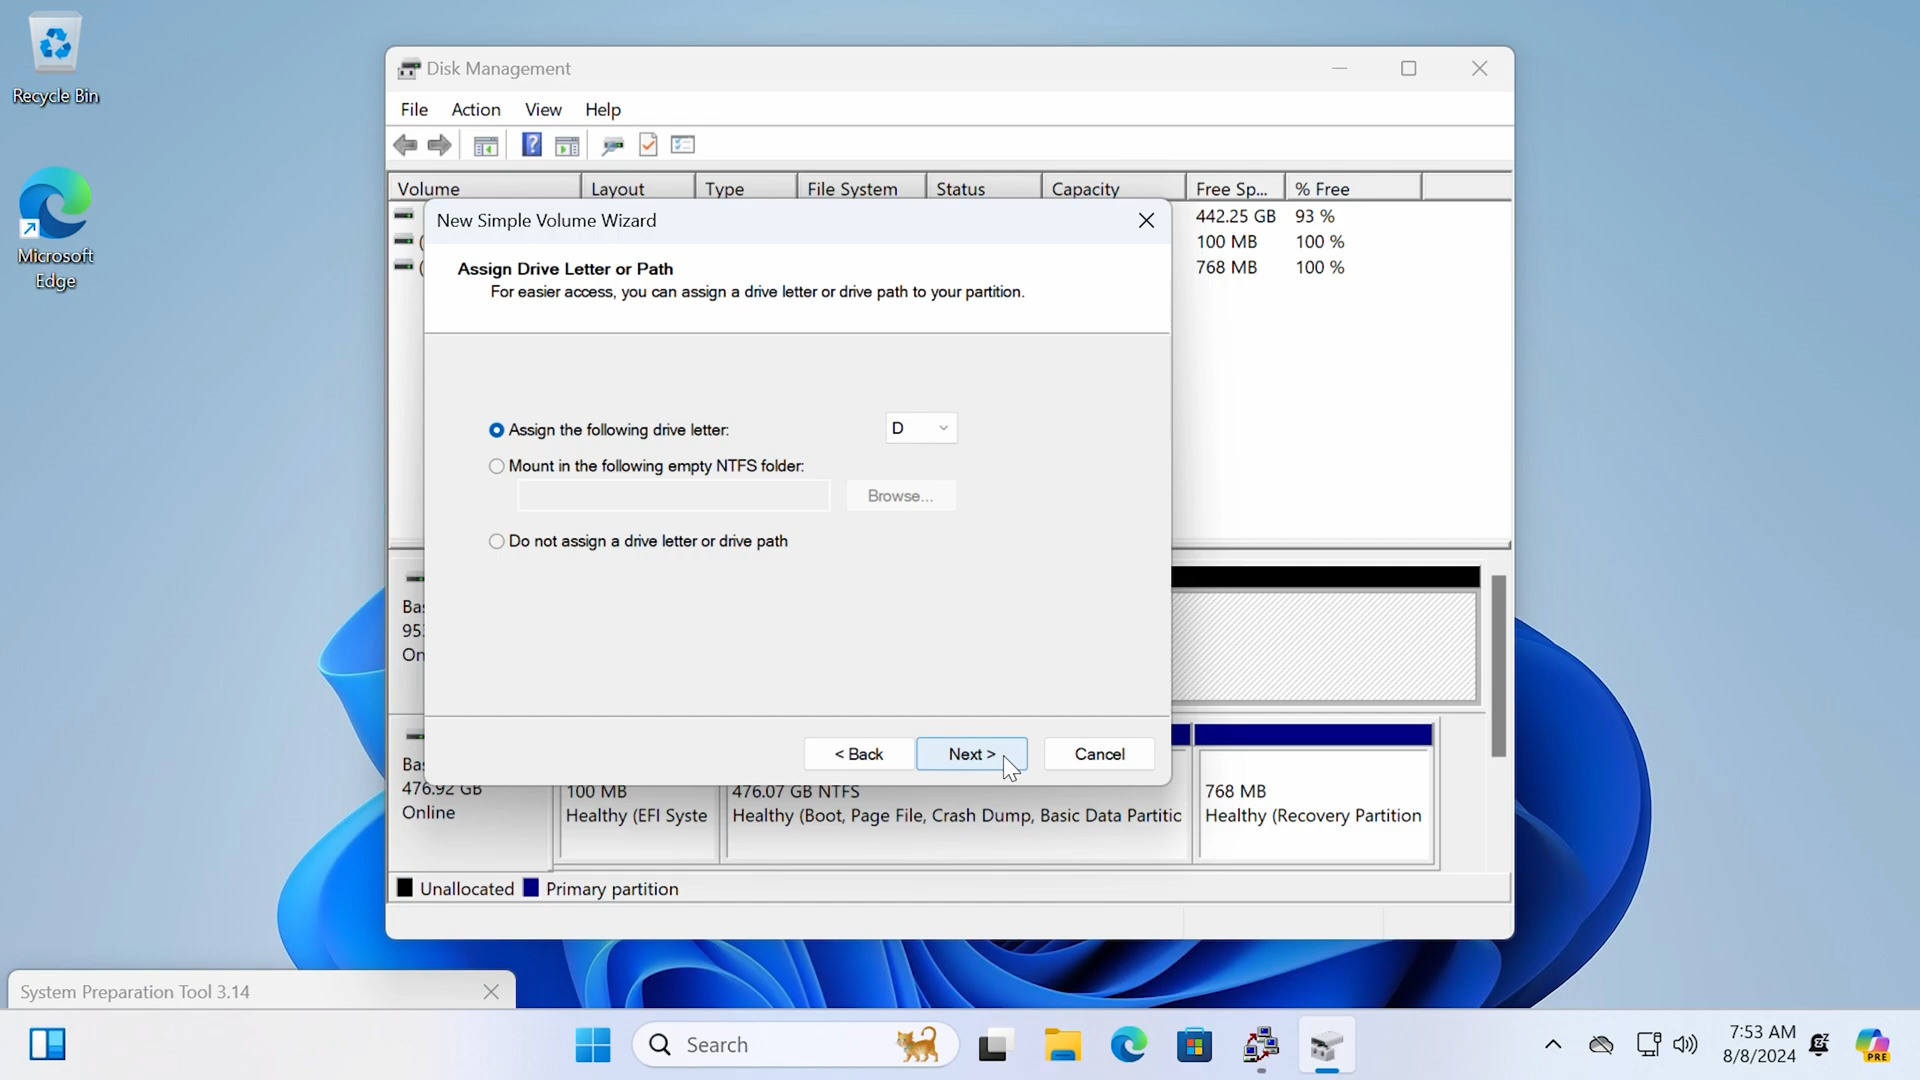 Recycle Bin
Microsoft
Edge
Disk Management
File Action View Help
Volume Layout Type File System Status Capacity Free Sp... % Free
442.25 GB 93 %
( 100 MB 100 %
( 768 MB 100 %
New Simple Volume Wizard
Assign Drive Letter or Path
For easier access, you can assign a drive letter or drive path to your partition.
Assign the following drive letter: D
Mount in the following empty NTFS folder:
Browse...
Do not assign a drive letter or drive path
< Back Next > Cancel
Bas
953
On
Bas
476.92 GB
Online
100 MB
Healthy (EFI Syste
476.07 GB NTFS
Healthy (Boot, Page File, Crash Dump, Basic Data Partitic
768 MB
Healthy (Recovery Partition
Unallocated Primary partition
System Preparation Tool 3.14
Search
7:53 AM
8/8/2024
PRE